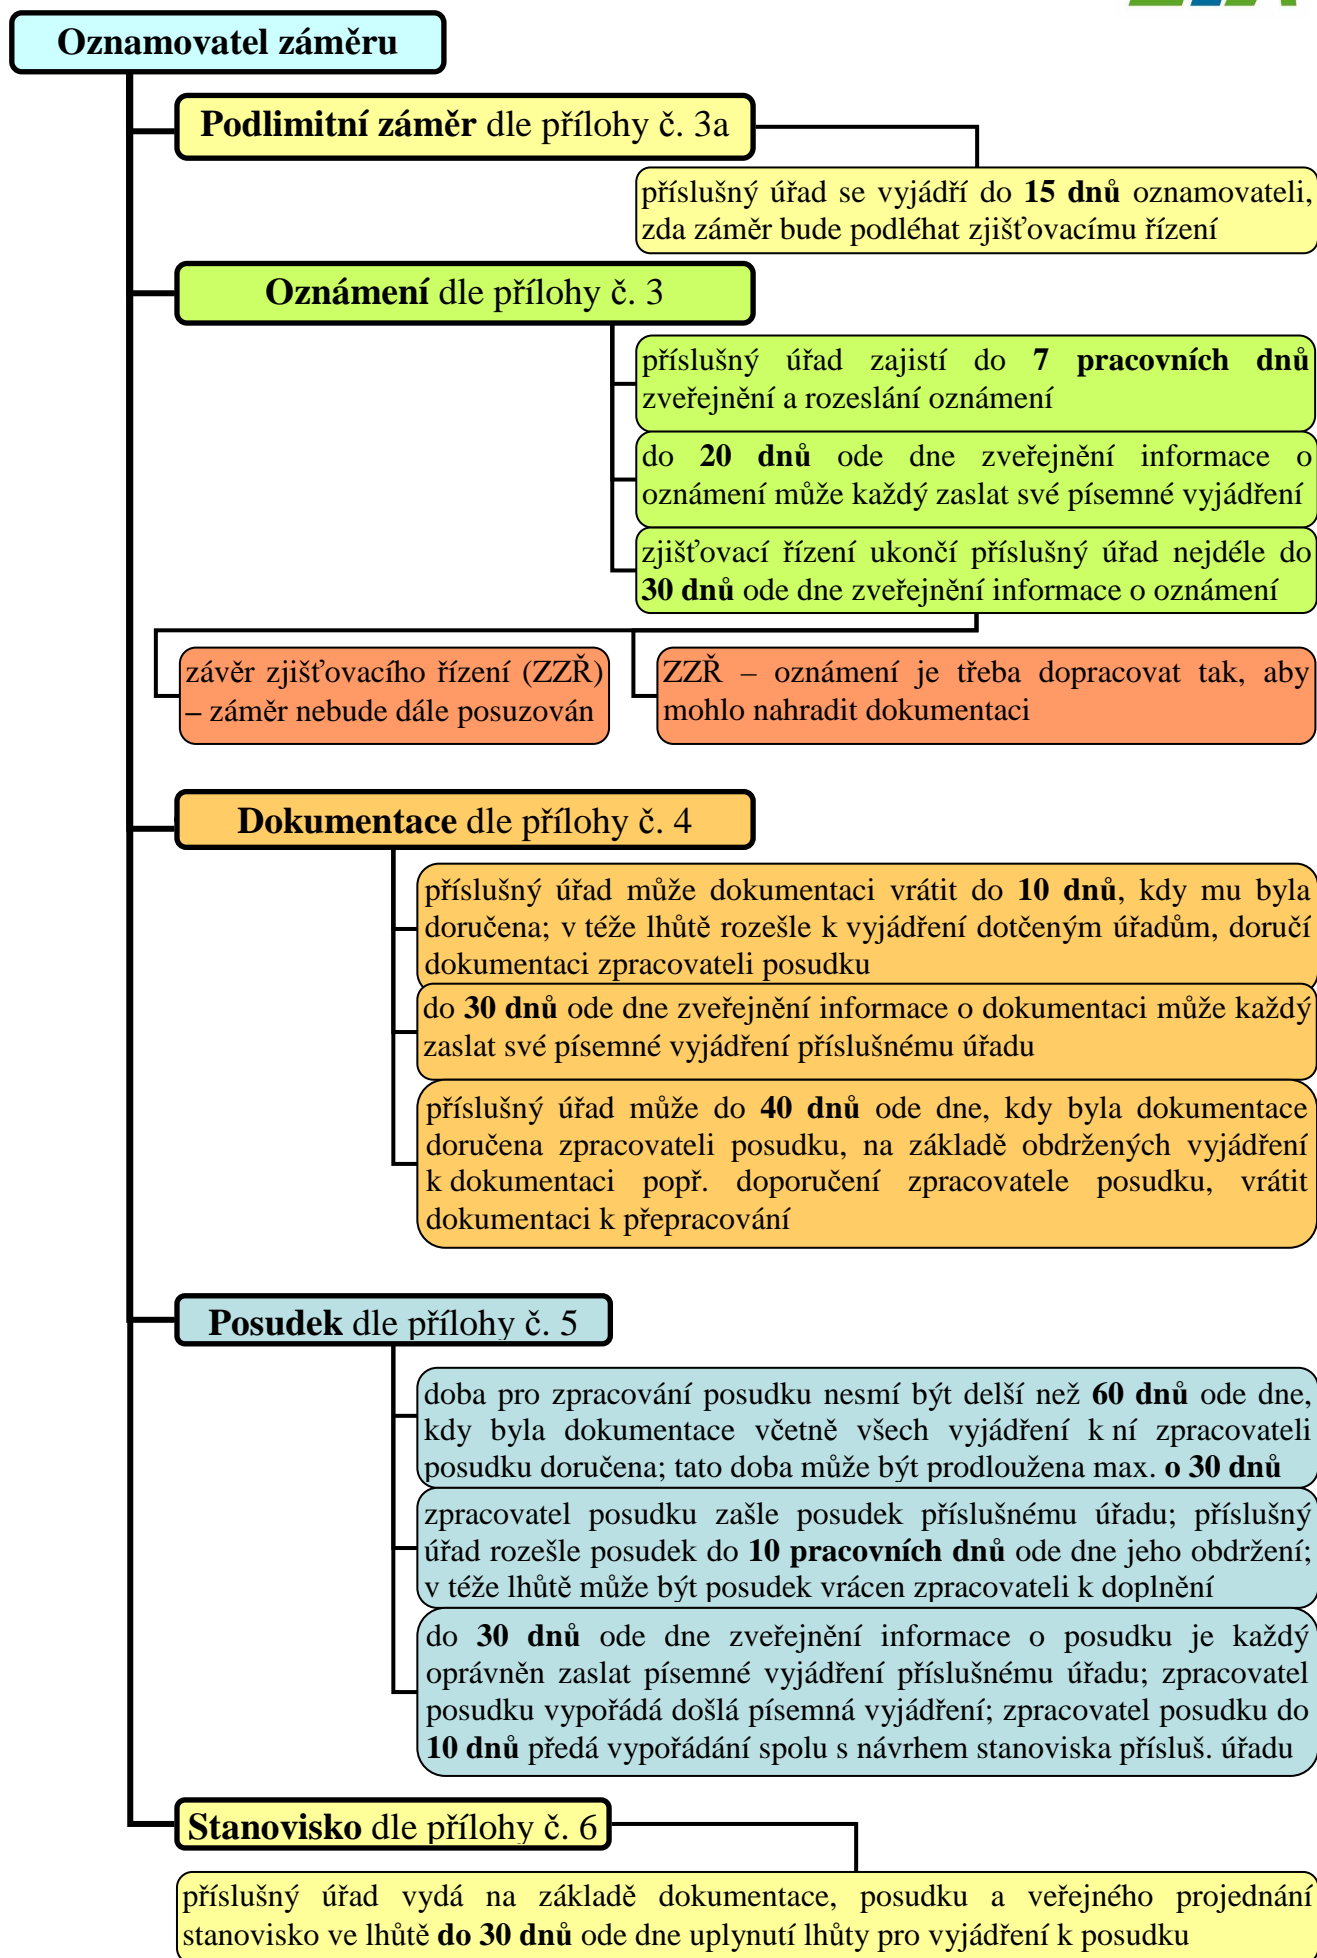 Oznamovatel záměru
Podlimitní záměr dle přílohy č. 3a
příslušný úřad se vyjádří do 15 dnů oznamovateli,
zda záměr bude podléhat zjišťovacímu řízení
Oznámení dle přílohy č. 3
příslušný úřad zajistí do 7 pracovních dnů
zveřejnění a rozeslání oznámení
do 20 dnů ode dne zveřejnění informace o
oznámení může každý zaslat své písemné vyjádření
zjišťovací řízení ukončí příslušný úřad nejdéle do
30 dnů ode dne zveřejnění informace o oznámení
závěr zjišťovacího řízení (ZZŘ)
– záměr nebude dále posuzován
ZZŘ – oznámení je třeba dopracovat tak, aby
mohlo nahradit dokumentaci
Dokumentace dle přílohy č. 4
příslušný úřad může dokumentaci vrátit do 10 dnů, kdy mu byla
doručena; v téže lhůtě rozešle k vyjádření dotčeným úřadům, doručí
dokumentaci zpracovateli posudku
do 30 dnů ode dne zveřejnění informace o dokumentaci může každý
zaslat své písemné vyjádření příslušnému úřadu
příslušný úřad může do 40 dnů ode dne, kdy byla dokumentace
doručena zpracovateli posudku, na základě obdržených vyjádření
k dokumentaci popř. doporučení zpracovatele posudku, vrátit
dokumentaci k přepracování
Posudek dle přílohy č. 5
doba pro zpracování posudku nesmí být delší než 60 dnů ode dne,
kdy byla dokumentace včetně všech vyjádření k ní zpracovateli
posudku doručena; tato doba může být prodloužena max. o 30 dnů
zpracovatel posudku zašle posudek příslušnému úřadu; příslušný
úřad rozešle posudek do 10 pracovních dnů ode dne jeho obdržení;
v téže lhůtě může být posudek vrácen zpracovateli k doplnění
do 30 dnů ode dne zveřejnění informace o posudku je každý
oprávněn zaslat písemné vyjádření příslušnému úřadu; zpracovatel
posudku vypořádá došlá písemná vyjádření; zpracovatel posudku do
10 dnů předá vypořádání spolu s návrhem stanoviska přísluš. úřadu
Stanovisko dle přílohy č. 6
příslušný úřad vydá na základě dokumentace, posudku a veřejného projednání
stanovisko ve lhůtě do 30 dnů ode dne uplynutí lhůty pro vyjádření k posudku